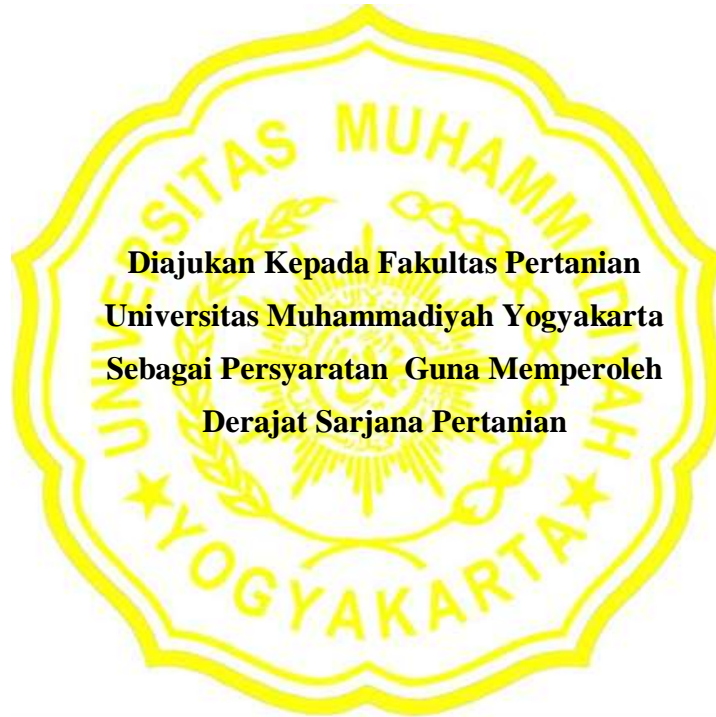 UNIVERSITAS MUHAMMADIYAH
Diajukan Kepada Fakultas Pertanian
Universitas Muhammadiyah Yogyakarta
Sebagai Persyaratan Guna Memperoleh
Derajat Sarjana Pertanian
YOGYAKARTA